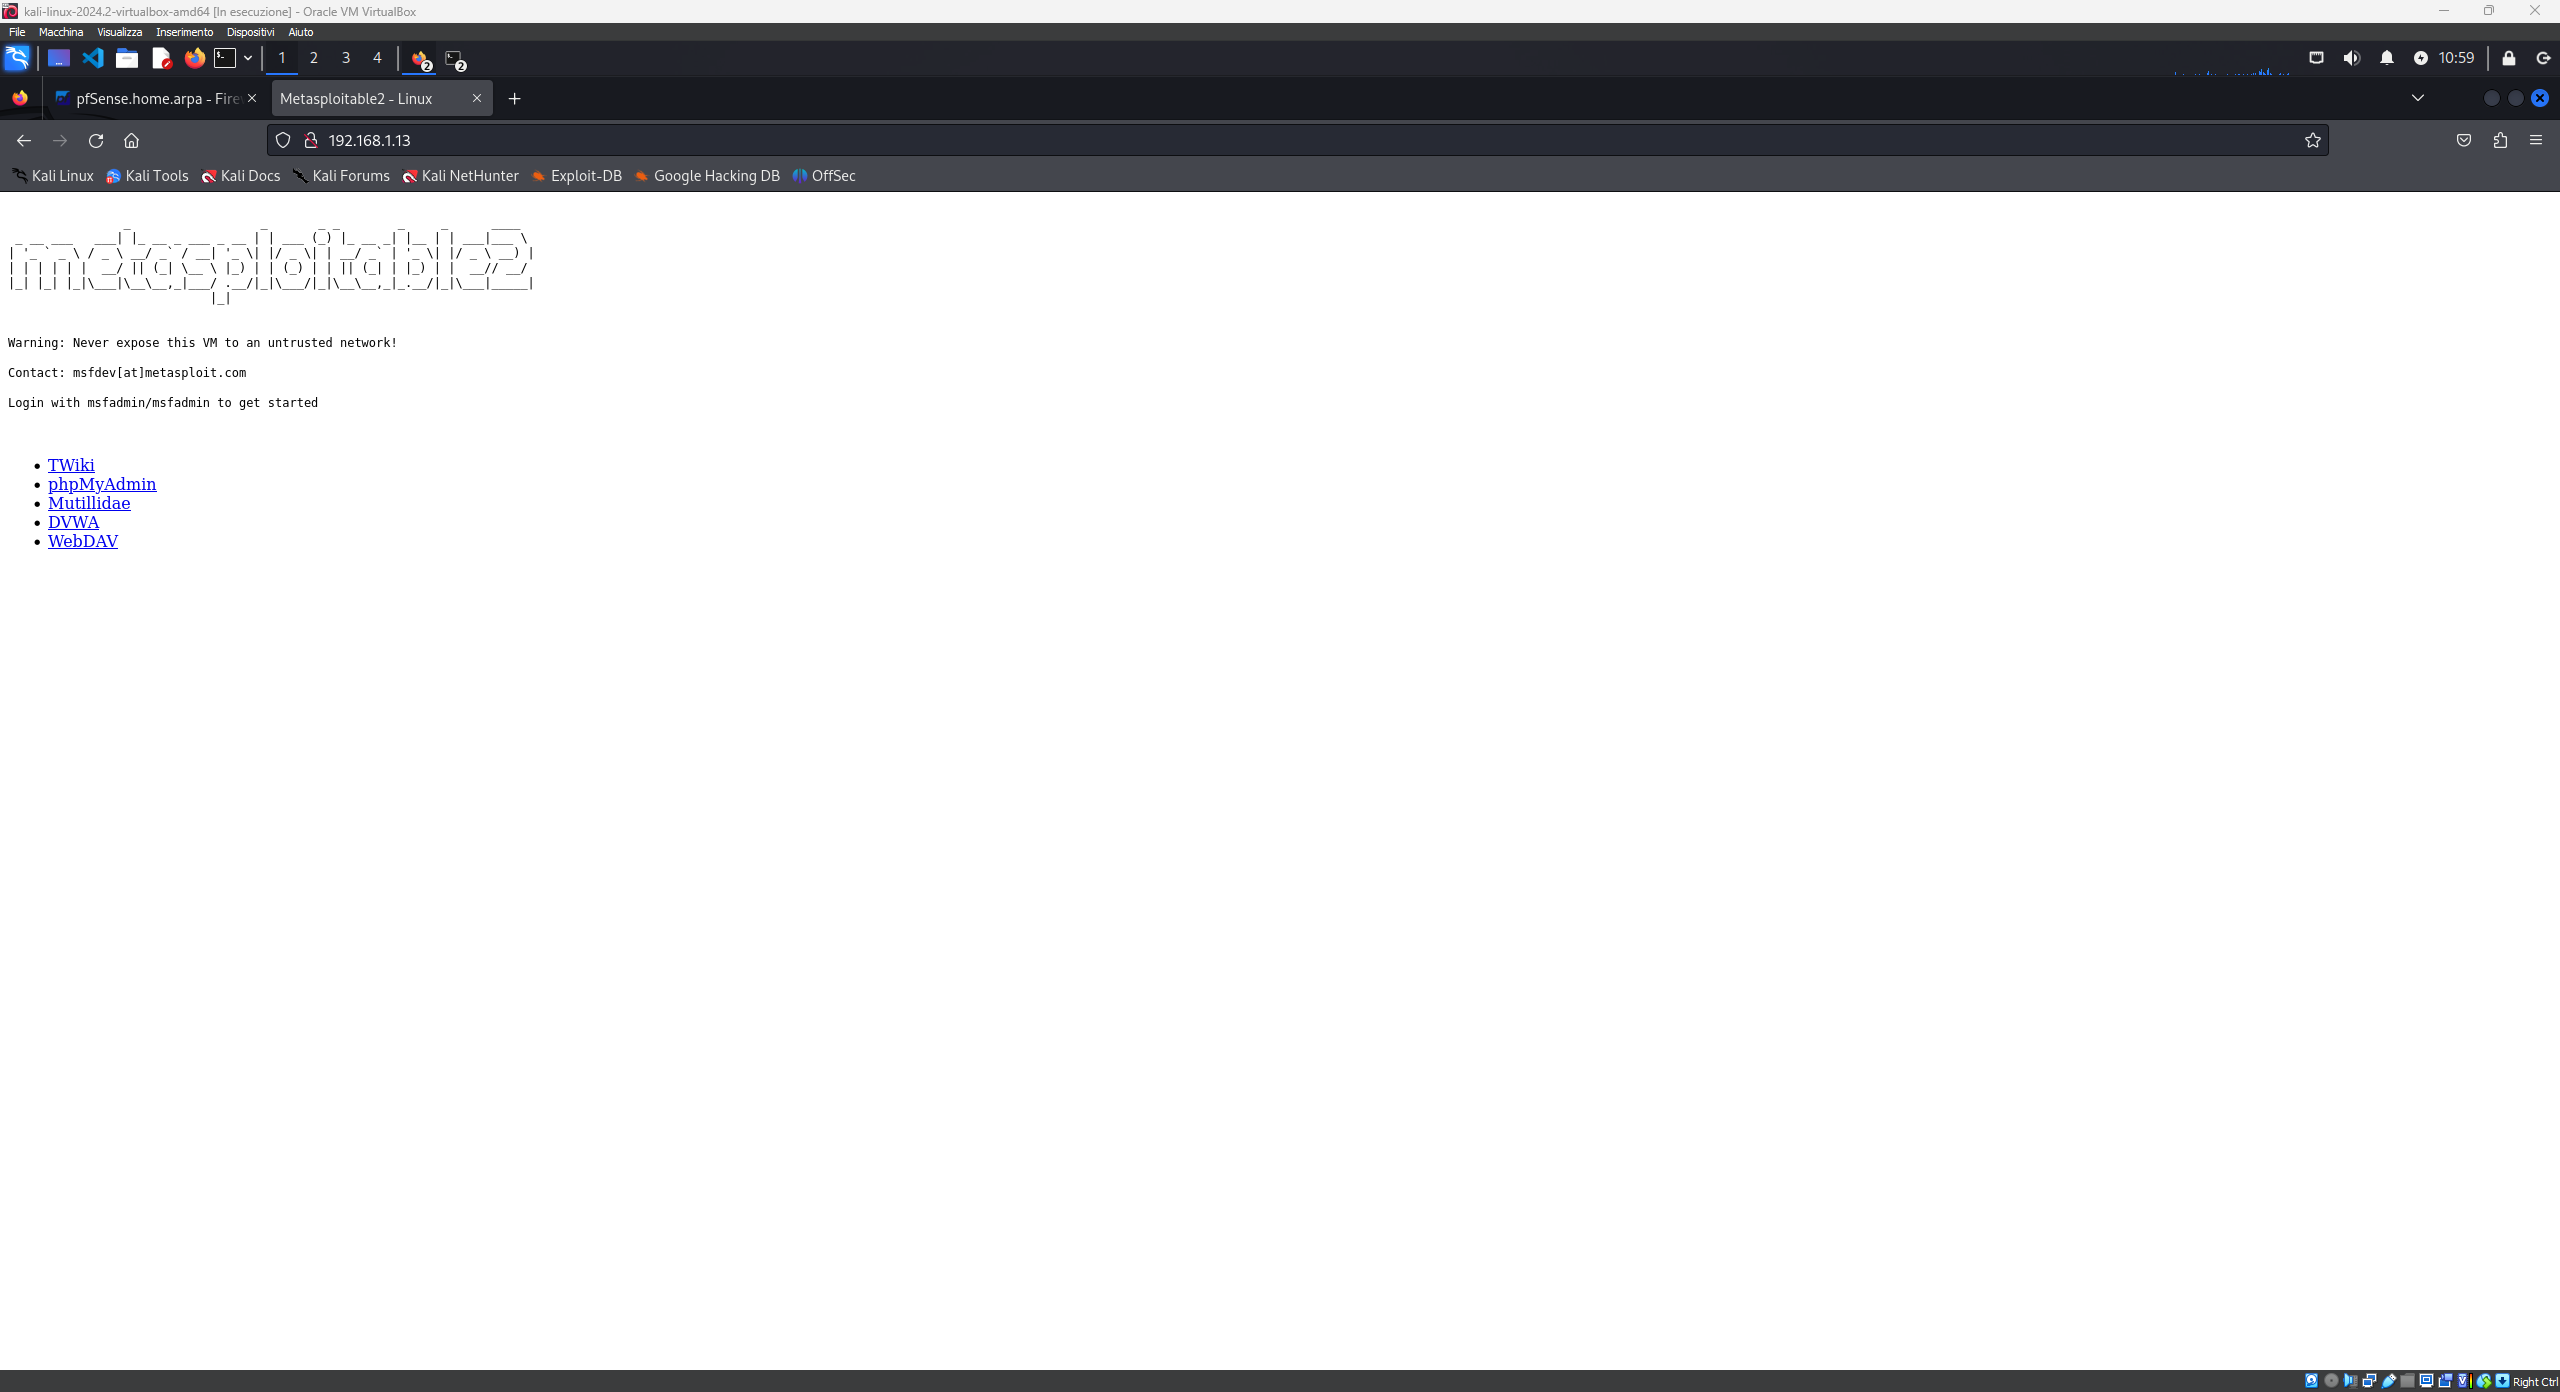 kali-linux-2024.2-virtualbox-amd64 [In esecuzione] - Oracle VM VirtualBox
File Macchina Visualizza Inserimento Dispositivi Aiuto
1 2 3 4 2 2 10:59
pfSense.home.arpa - Fire Metasploitable2 - Linux
192.168.1.13
Kali Linux Kali Tools Kali Docs Kali Forums Kali NetHunter Exploit-DB Google Hacking DB OffSec
metasploitable2
Warning: Never expose this VM to an untrusted network!
Contact: msfdev[at]metasploit.com
Login with msfadmin/msfadmin to get started
• TWiki
• phpMyAdmin
• Mutillidae
• DVWA
• WebDAV
Right Ctrl